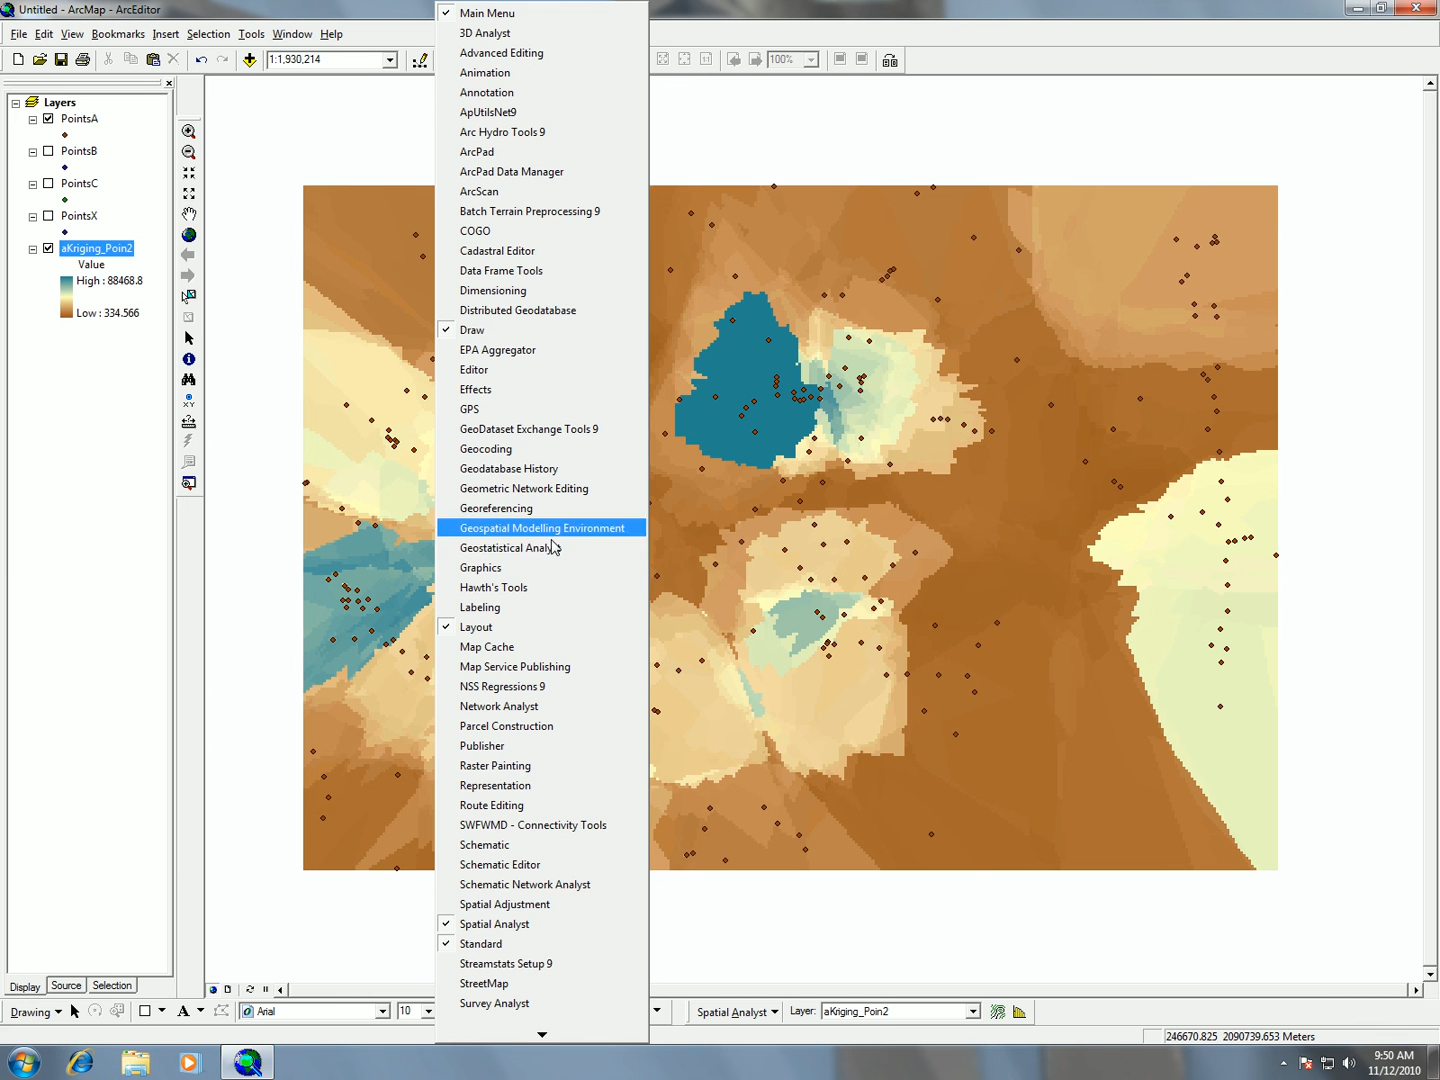 Untitled - ArcMap - ArcEditor
File Edit View Bookmarks Insert Selection Tools Window Help
1:1,930,214
100%
Layers
PointsA
PointsB
PointsC
PointsX
aKriging_Poin2
Value
High : 88468.8
Low : 334.566
Main Menu
3D Analyst
Advanced Editing
Animation
Annotation
ApUtilsNet9
Arc Hydro Tools 9
ArcPad
ArcPad Data Manager
ArcScan
Batch Terrain Preprocessing 9
COGO
Cadastral Editor
Data Frame Tools
Dimensioning
Distributed Geodatabase
Draw
EPA Aggregator
Editor
Effects
GPS
GeoDataset Exchange Tools 9
Geocoding
Geodatabase History
Geometric Network Editing
Georeferencing
Geospatial Modelling Environment
Geostatistical Analyst
Graphics
Hawth's Tools
Labeling
Layout
Map Cache
Map Service Publishing
NSS Regressions 9
Network Analyst
Parcel Construction
Publisher
Raster Painting
Representation
Route Editing
SWFWMD - Connectivity Tools
Schematic
Schematic Editor
Schematic Network Analyst
Spatial Adjustment
Spatial Analyst
Standard
Streamstats Setup 9
StreetMap
Survey Analyst
Display Source Selection
Drawing A Arial 10 Spatial Analyst Layer: aKriging_Poin2
246670.825 2090739.653 Meters
9:50 AM
11/12/2010